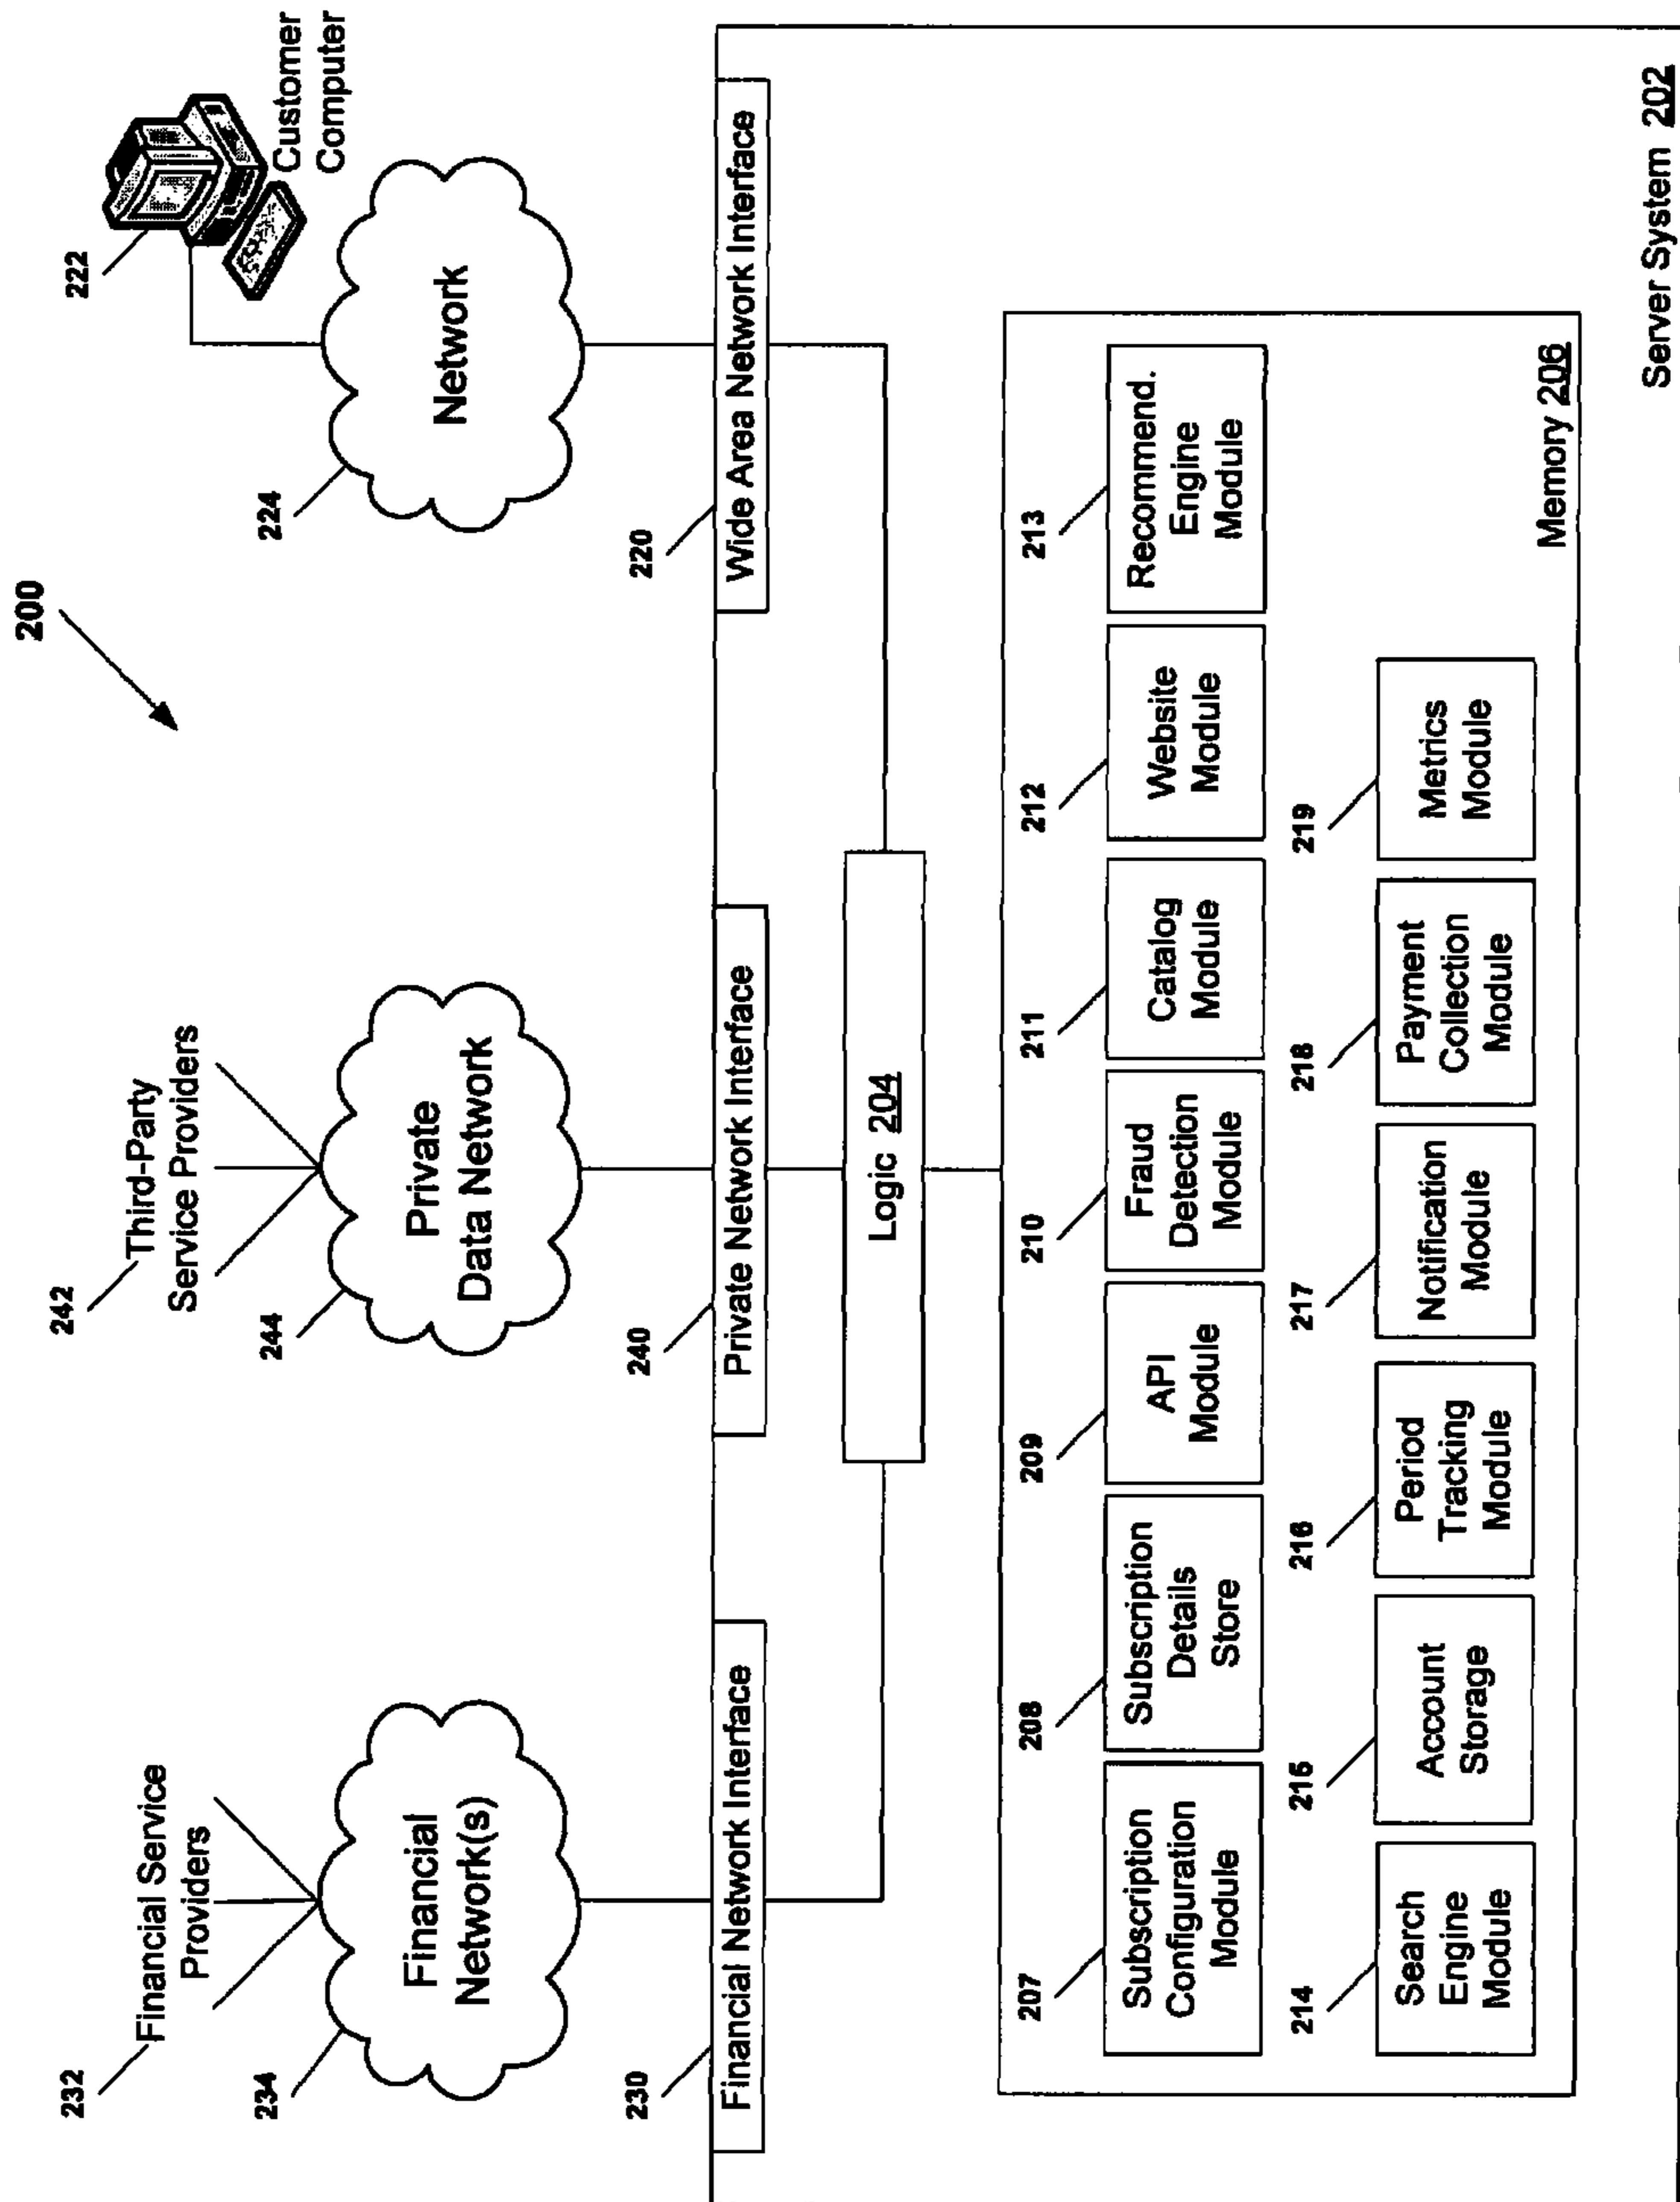 200
232
Financial Service
Providers
242
Third-Party
Service Providers
222
Customer
Computer
234
Financial
Network(s)
244
Private
Data Network
224
Network
230
Financial Network Interface
240
Private Network Interface
220
Wide Area Network Interface
Logic 204
207
Subscription
Configuration
Module
208
Subscription
Details
Store
209
API
Module
210
Fraud
Detection
Module
211
Catalog
Module
212
Website
Module
213
Recommend.
Engine
Module
214
Search
Engine
Module
215
Account
Storage
216
Period
Tracking
Module
217
Notification
Module
218
Payment
Collection
Module
219
Metrics
Module
Memory 206
Server System 202